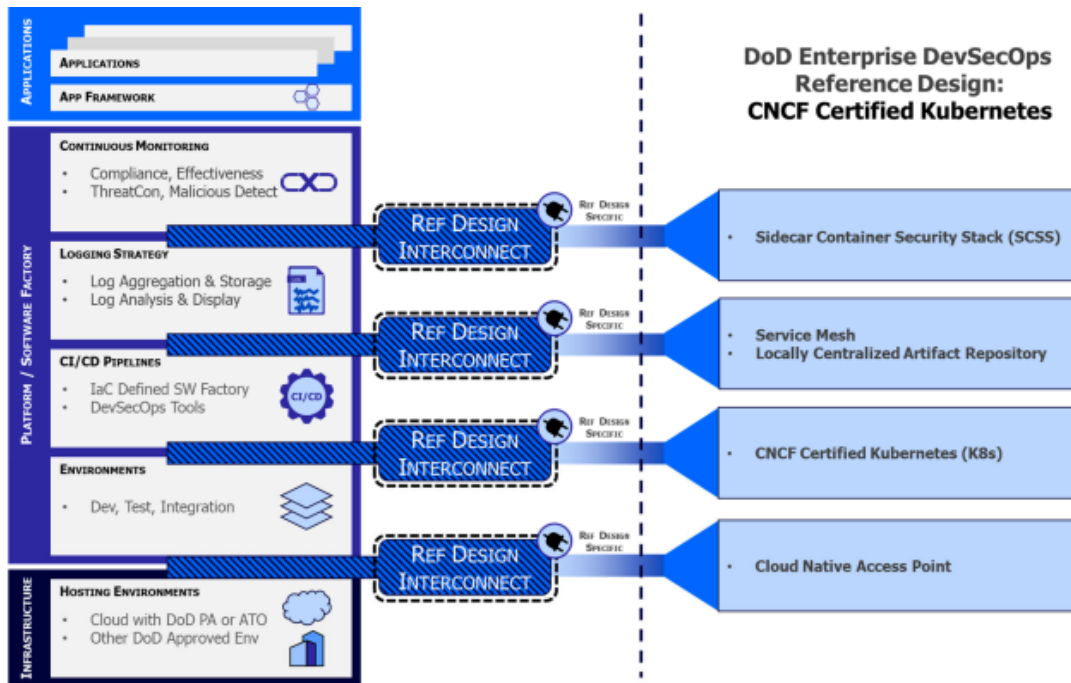 APPLICATIONS
APPLICATIONS
APP FRAMEWORK
PLATFORM / SOFTWARE FACTORY
CONTINUOUS MONITORING
• Compliance, Effectiveness
• ThreatCon, Malicious Detect
LOGGING STRATEGY
• Log Aggregation & Storage
• Log Analysis & Display
CI/CD PIPELINES
• IaC Defined SW Factory
• DevSecOps Tools
CI/CD
ENVIRONMENTS
• Dev, Test, Integration
INFRASTRUCTURE
HOSTING ENVIRONMENTS
• Cloud with DoD PA or ATO
• Other DoD Approved Env
REF DESIGN
INTERCONNECT
REF DESIGN
SPECIFIC
REF DESIGN
INTERCONNECT
REF DESIGN
SPECIFIC
REF DESIGN
INTERCONNECT
REF DESIGN
SPECIFIC
REF DESIGN
INTERCONNECT
REF DESIGN
SPECIFIC
DoD Enterprise DevSecOps
Reference Design:
CNCF Certified Kubernetes
• Sidecar Container Security Stack (SCSS)
• Service Mesh
• Locally Centralized Artifact Repository
• CNCF Certified Kubernetes (K8s)
• Cloud Native Access Point